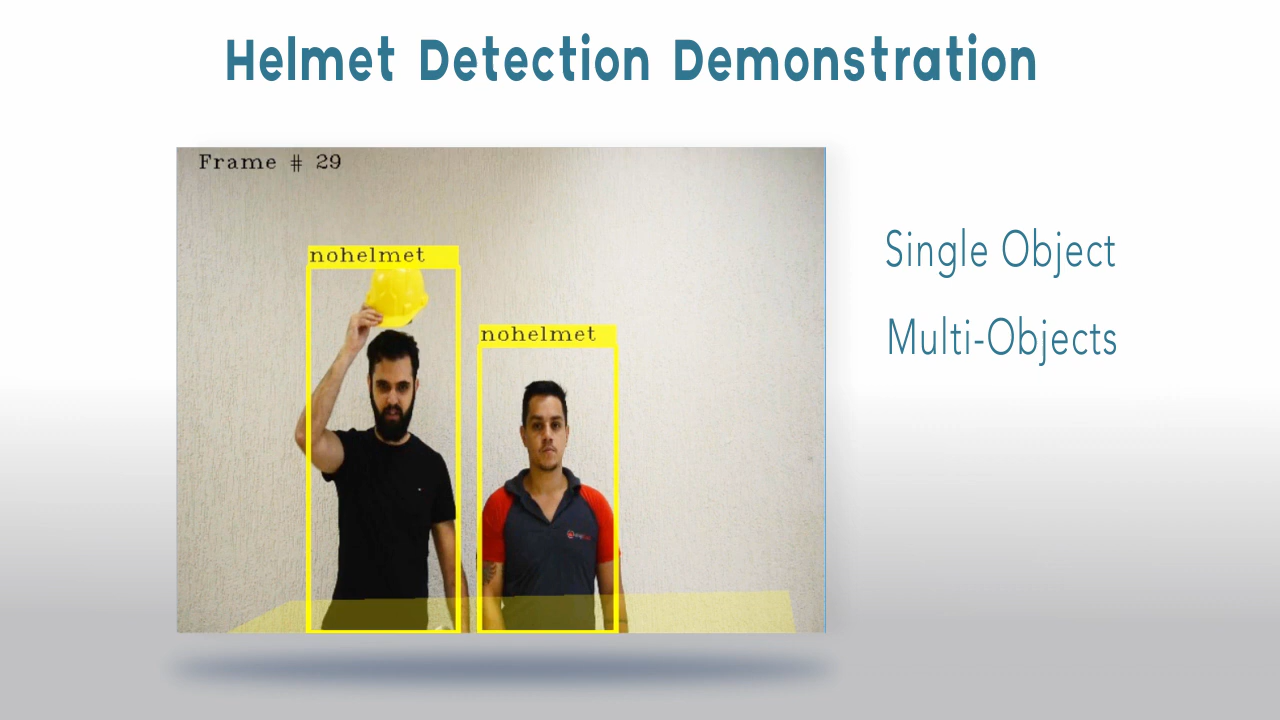 Helmet Detection Demonstration
Frame # 29
nohelmet
nohelmet
Single Object
Multi-Objects